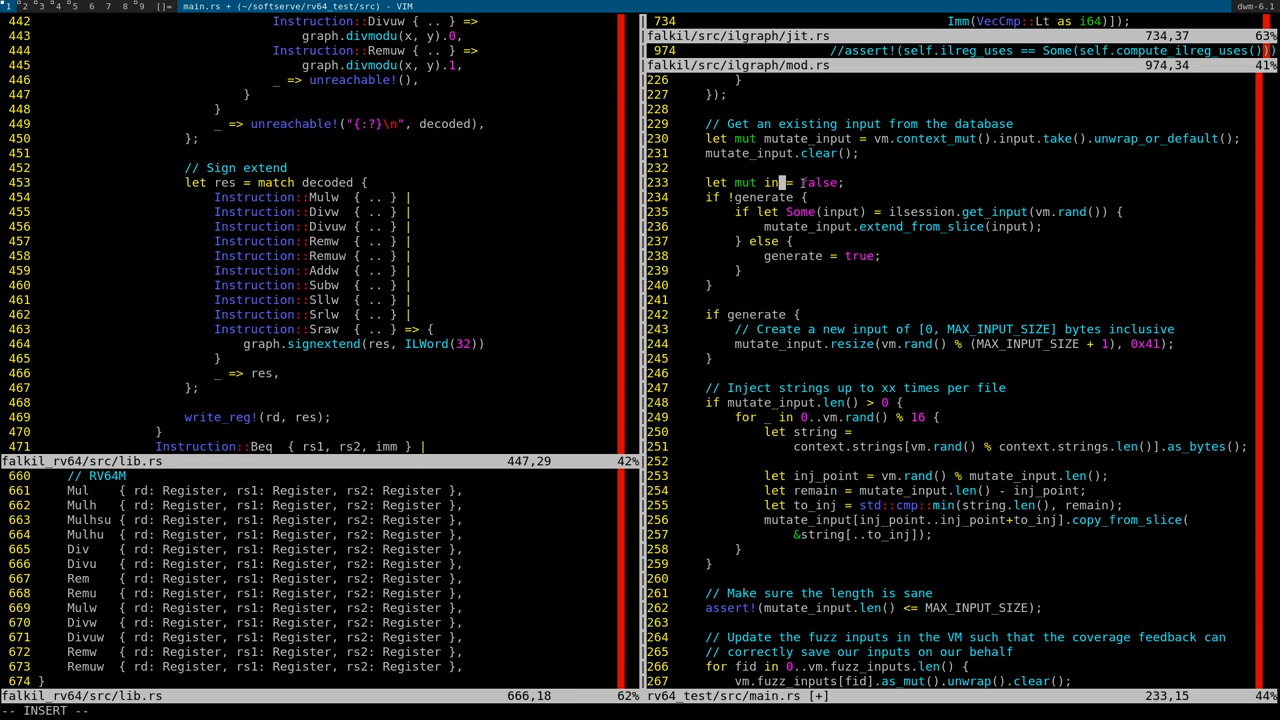 1 2 3 4 5 6 7 8 9 []= main.rs + (~/softserve/rv64_test/src) - VIM dwm-6.1
442 Instruction::Divuw { .. } =>
443 graph.divmodu(x, y).0,
444 Instruction::Remuw { .. } =>
445 graph.divmodu(x, y).1,
446 _ => unreachable!(),
447 }
448 }
449 _ => unreachable!("{:?}\n", decoded),
450 };
451
452 // Sign extend
453 let res = match decoded {
454 Instruction::Mulw { .. } |
455 Instruction::Divw { .. } |
456 Instruction::Divuw { .. } |
457 Instruction::Remw { .. } |
458 Instruction::Remuw { .. } |
459 Instruction::Addw { .. } |
460 Instruction::Subw { .. } |
461 Instruction::Sllw { .. } |
462 Instruction::Srlw { .. } |
463 Instruction::Sraw { .. } => {
464 graph.signextend(res, ILWord(32))
465 }
466 _ => res,
467 };
468
469 write_reg!(rd, res);
470 }
471 Instruction::Beq { rs1, rs2, imm } |
falkil_rv64/src/lib.rs 447,29 42%
660 // RV64M
661 Mul { rd: Register, rs1: Register, rs2: Register },
662 Mulh { rd: Register, rs1: Register, rs2: Register },
663 Mulhsu { rd: Register, rs1: Register, rs2: Register },
664 Mulhu { rd: Register, rs1: Register, rs2: Register },
665 Div { rd: Register, rs1: Register, rs2: Register },
666 Divu { rd: Register, rs1: Register, rs2: Register },
667 Rem { rd: Register, rs1: Register, rs2: Register },
668 Remu { rd: Register, rs1: Register, rs2: Register },
669 Mulw { rd: Register, rs1: Register, rs2: Register },
670 Divw { rd: Register, rs1: Register, rs2: Register },
671 Divuw { rd: Register, rs1: Register, rs2: Register },
672 Remw { rd: Register, rs1: Register, rs2: Register },
673 Remuw { rd: Register, rs1: Register, rs2: Register },
674 }
falkil_rv64/src/lib.rs 666,18 62%
734 Imm(VecCmp::Lt as i64)]);
falkil/src/ilgraph/jit.rs 734,37 63%
974 //assert!(self.ilreg_uses == Some(self.compute_ilreg_uses()))
falkil/src/ilgraph/mod.rs 974,34 41%
226 }
227 });
228
229 // Get an existing input from the database
230 let mut mutate_input = vm.context_mut().input.take().unwrap_or_default();
231 mutate_input.clear();
232
233 let mut in = false;
234 if !generate {
235 if let Some(input) = ilsession.get_input(vm.rand()) {
236 mutate_input.extend_from_slice(input);
237 } else {
238 generate = true;
239 }
240 }
241
242 if generate {
243 // Create a new input of [0, MAX_INPUT_SIZE] bytes inclusive
244 mutate_input.resize(vm.rand() % (MAX_INPUT_SIZE + 1), 0x41);
245 }
246
247 // Inject strings up to xx times per file
248 if mutate_input.len() > 0 {
249 for _ in 0..vm.rand() % 16 {
250 let string =
251 context.strings[vm.rand() % context.strings.len()].as_bytes();
252
253 let inj_point = vm.rand() % mutate_input.len();
254 let remain = mutate_input.len() - inj_point;
255 let to_inj = std::cmp::min(string.len(), remain);
256 mutate_input[inj_point..inj_point+to_inj].copy_from_slice(
257 &string[..to_inj]);
258 }
259 }
260
261 // Make sure the length is sane
262 assert!(mutate_input.len() <= MAX_INPUT_SIZE);
263
264 // Update the fuzz inputs in the VM such that the coverage feedback can
265 // correctly save our inputs on our behalf
266 for fid in 0..vm.fuzz_inputs.len() {
267 vm.fuzz_inputs[fid].as_mut().unwrap().clear();
rv64_test/src/main.rs [+] 233,15 44%
-- INSERT --